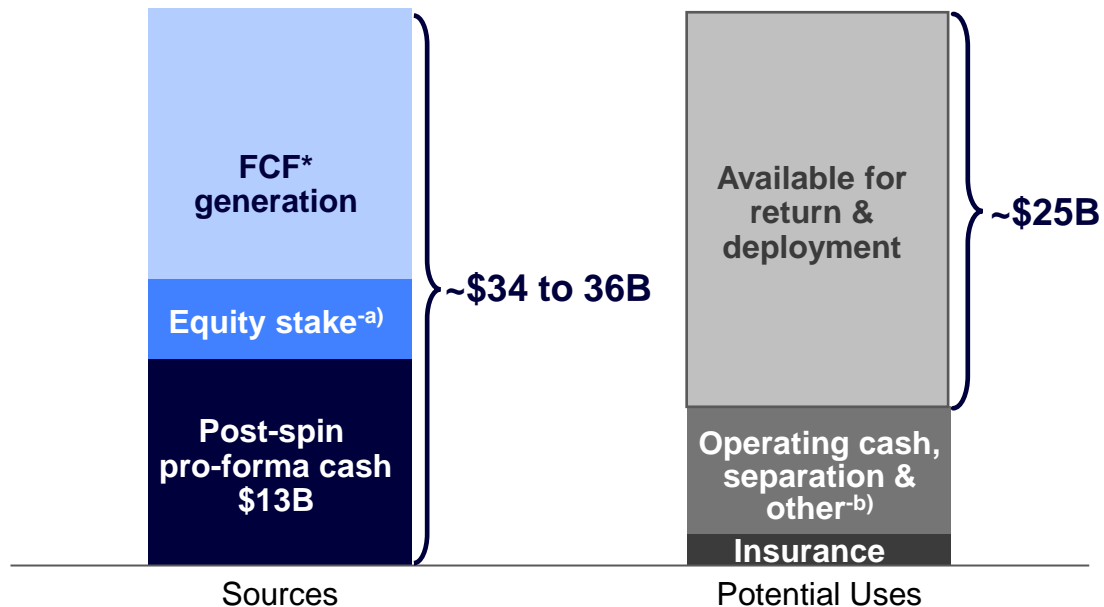 FCF*
generation
Equity stake-a)
Post-spin
pro-forma cash
$13B
~$34 to 36B
Available for
return &
deployment
~$25B
Operating cash,
separation &
other-b)
Insurance
Sources
Potential Uses